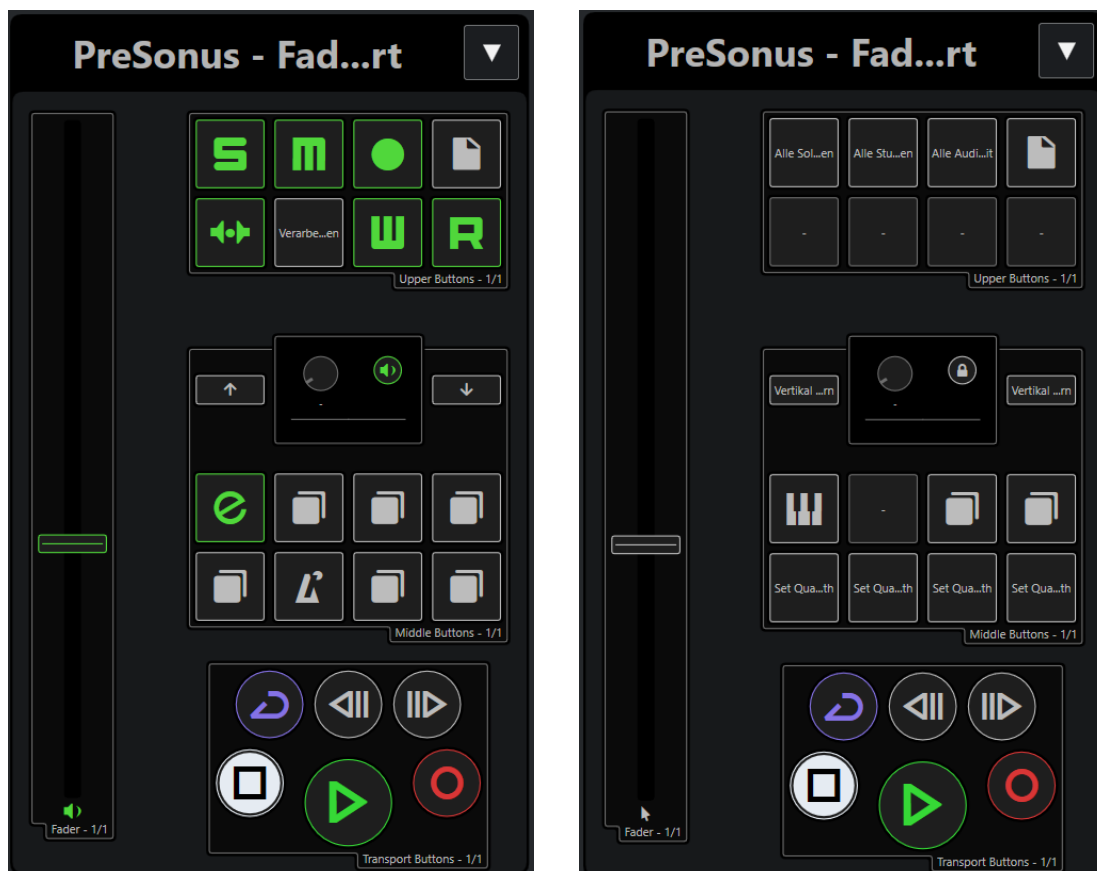 PreSonus - Fad...rt ▼
S M
Verarbe...en W R
Upper Buttons - 1/1
-
e
Middle Buttons - 1/1
Fader - 1/1
Transport Buttons - 1/1
PreSonus - Fad...rt ▼
Alle Sol...en Alle Stu...en Alle Audi...it
- - - -
Upper Buttons - 1/1
Vertikal ...rn - Vertikal ...rn
-
Set Qua...th Set Qua...th Set Qua...th Set Qua...th
Middle Buttons - 1/1
Fader - 1/1
Transport Buttons - 1/1